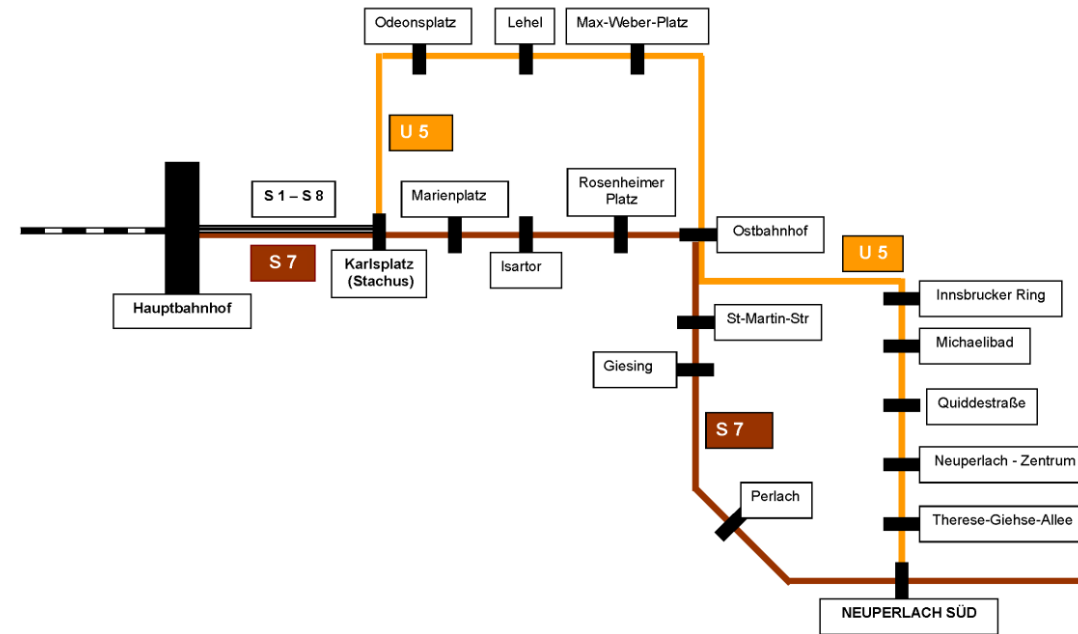 Odeonsplatz
Lehel
Max-Weber-Platz
U 5
S 1 – S 8
Marienplatz
Rosenheimer
Platz
Ostbahnhof
S 7
Karlsplatz
(Stachus)
Isartor
U 5
Hauptbahnhof
Innsbrucker Ring
St-Martin-Str
Michaelibad
Giesing
Quiddestraße
S 7
Neuperlach - Zentrum
Perlach
Therese-Giehse-Allee
NEUPERLACH SÜD